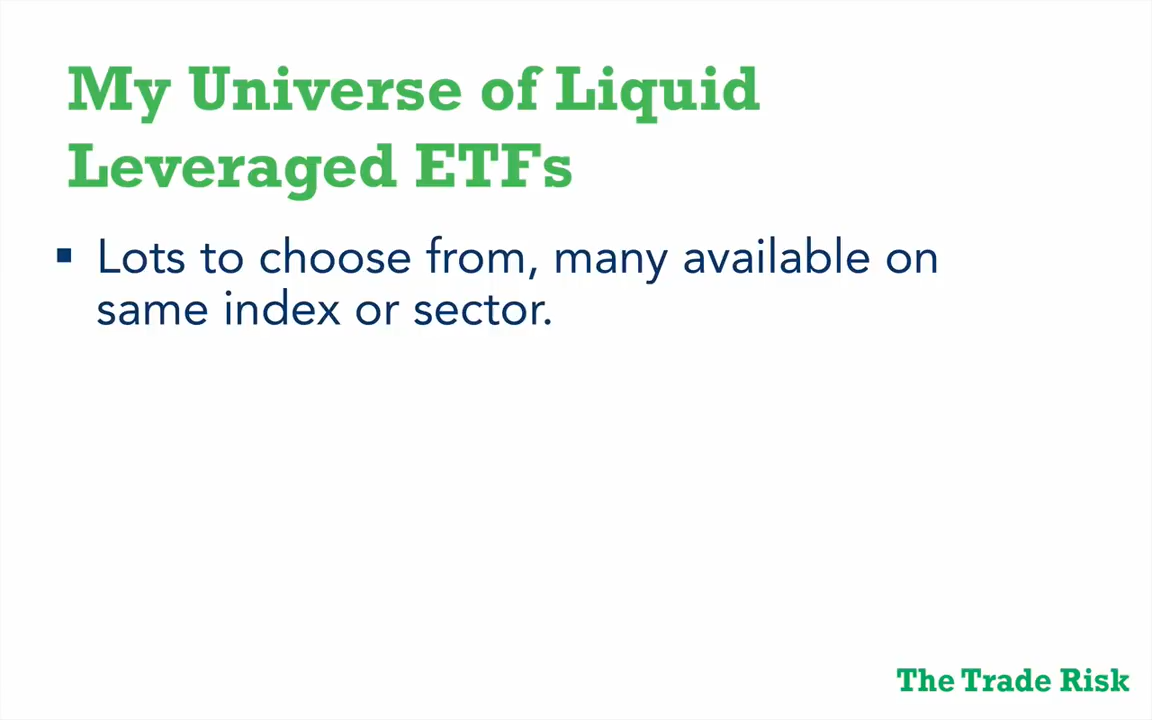 My Universe of Liquid
Leveraged ETFs
▪ Lots to choose from, many available on
same index or sector.
The Trade Risk